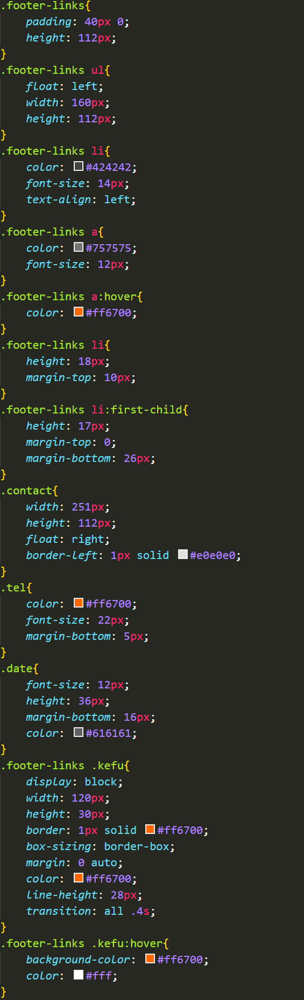 .footer-links{
    padding: 40px 0;
    height: 112px;
}
.footer-links ul{
    float: left;
    width: 160px;
    height: 112px;
}
.footer-links li{
    color: #424242;
    font-size: 14px;
    text-align: left;
}
.footer-links a{
    color: #757575;
    font-size: 12px;
}
.footer-links a:hover{
    color: #ff6700;
}
.footer-links li{
    height: 18px;
    margin-top: 10px;
}
.footer-links li:first-child{
    height: 17px;
    margin-top: 0;
    margin-bottom: 26px;
}
.contact{
    width: 251px;
    height: 112px;
    float: right;
    border-left: 1px solid #e0e0e0;
}
.tel{
    color: #ff6700;
    font-size: 22px;
    margin-bottom: 5px;
}
.date{
    font-size: 12px;
    height: 36px;
    margin-bottom: 16px;
    color: #616161;
}
.footer-links .kefu{
    display: block;
    width: 120px;
    height: 30px;
    border: 1px solid #ff6700;
    box-sizing: border-box;
    margin: 0 auto;
    color: #ff6700;
    line-height: 28px;
    transition: all .4s;
}
.footer-links .kefu:hover{
    background-color: #ff6700;
    color: #fff;
}